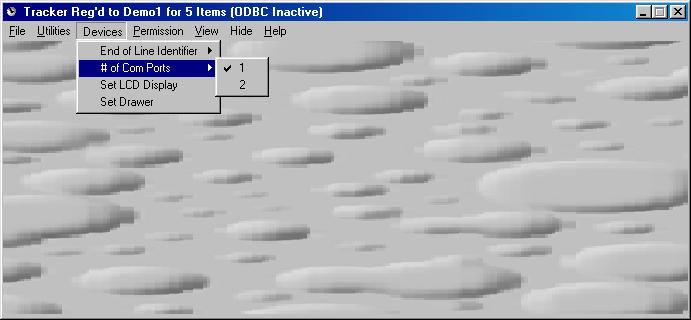 Tracker Reg'd to Demo1 for 5 Items (ODBC Inactive)
File Utilities Devices Permission View Hide Help
End of Line Identifier
# of Com Ports
1
Set LCD Display
2
Set Drawer